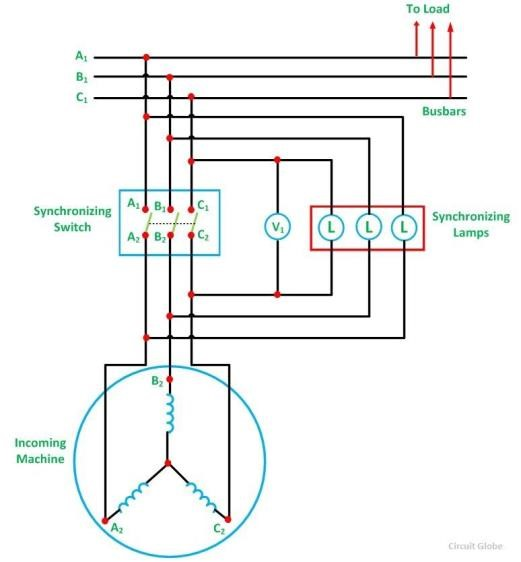 To Load
A1
B1
C1
Busbars
A1 B1 C1
Synchronizing
Switch
A2 B2 C2
V1
L L L
Synchronizing
Lamps
B2
Incoming
Machine
A2
C2
Circuit Globe